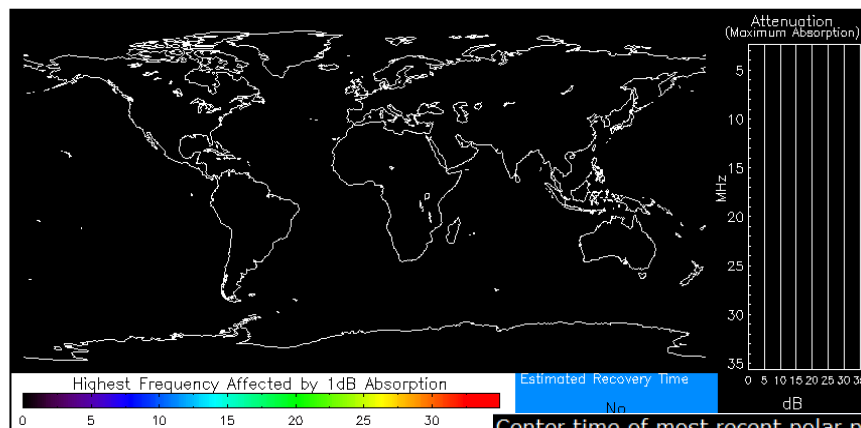 Attenuation
(Maximum Absorption)
5
10
15
MHz
20
25
30
35
0 5 10 15 20 25 30
dB
Highest Frequency Affected by 1dB Absorption
0 5 10 15 20 25 30
Estimated Recovery Time
No
Center time of most recent polar